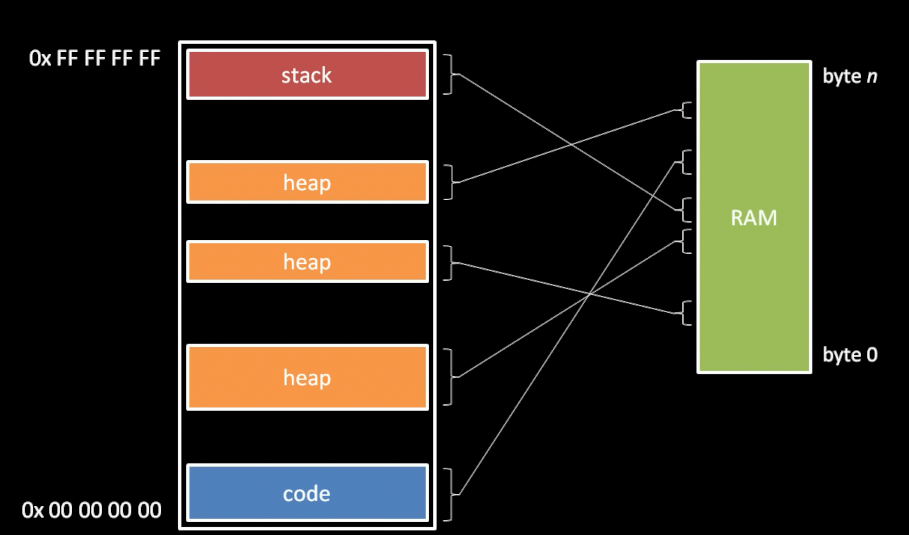 0x FF FF FF FF
stack
heap
heap
heap
code
0x 00 00 00 00
byte n
RAM
byte 0